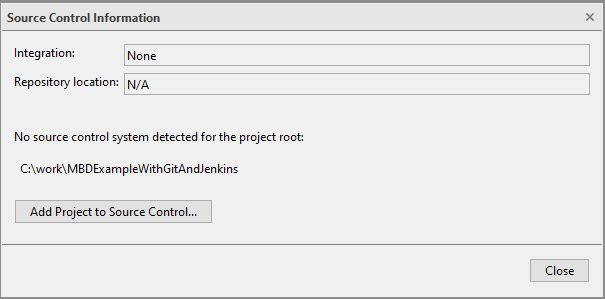 Source Control Information
Integration: None
Repository location: N/A
No source control system detected for the project root:
C:\work\MBDExampleWithGitAndJenkins
Add Project to Source Control...
Close